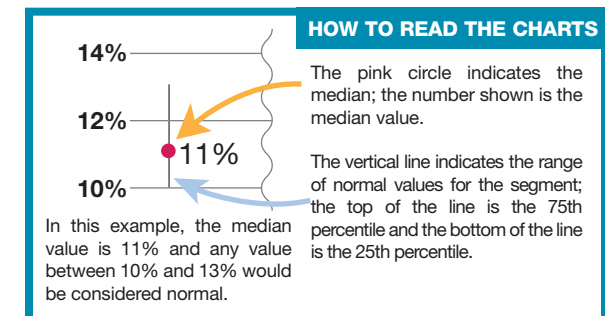 HOW TO READ THE CHARTS
14%
12%
11%
10%
In this example, the median
value is 11% and any value
between 10% and 13% would
be considered normal.
The pink circle indicates the
median; the number shown is the
median value.
The vertical line indicates the range
of normal values for the segment;
the top of the line is the 75th
percentile and the bottom of the line
is the 25th percentile.